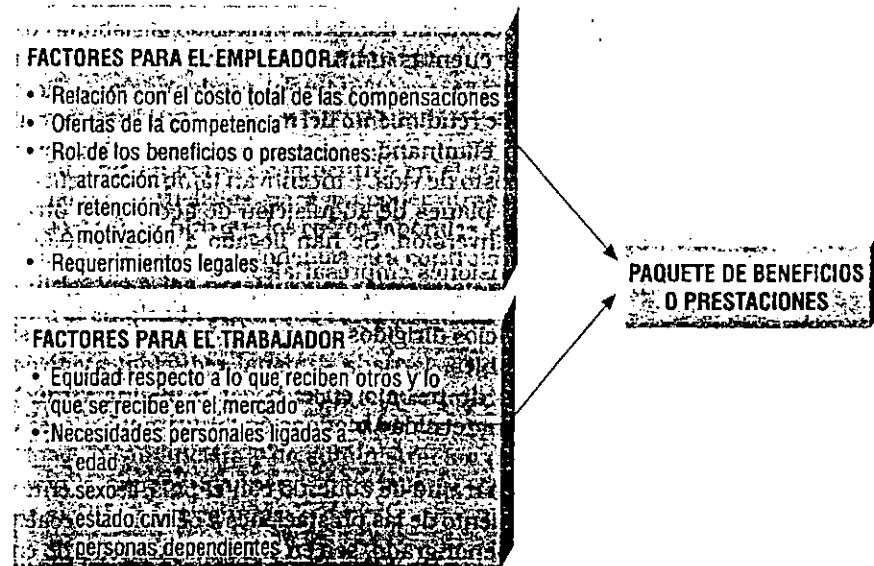 FACTORES PARA EL EMPLEADOR
• Relación con el costo total de las compensaciones
• Ofertas de la competencia
• Rol de los beneficios o prestaciones:
atracción
retención
motivación
• Requerimientos legales
FACTORES PARA EL TRABAJADOR
• Equidad respecto a lo que reciben otros y lo
que se recibe en el mercado
• Necesidades personales ligadas a
edad
sexo
estado civil
personas dependientes
PAQUETE DE BENEFICIOS
O PRESTACIONES